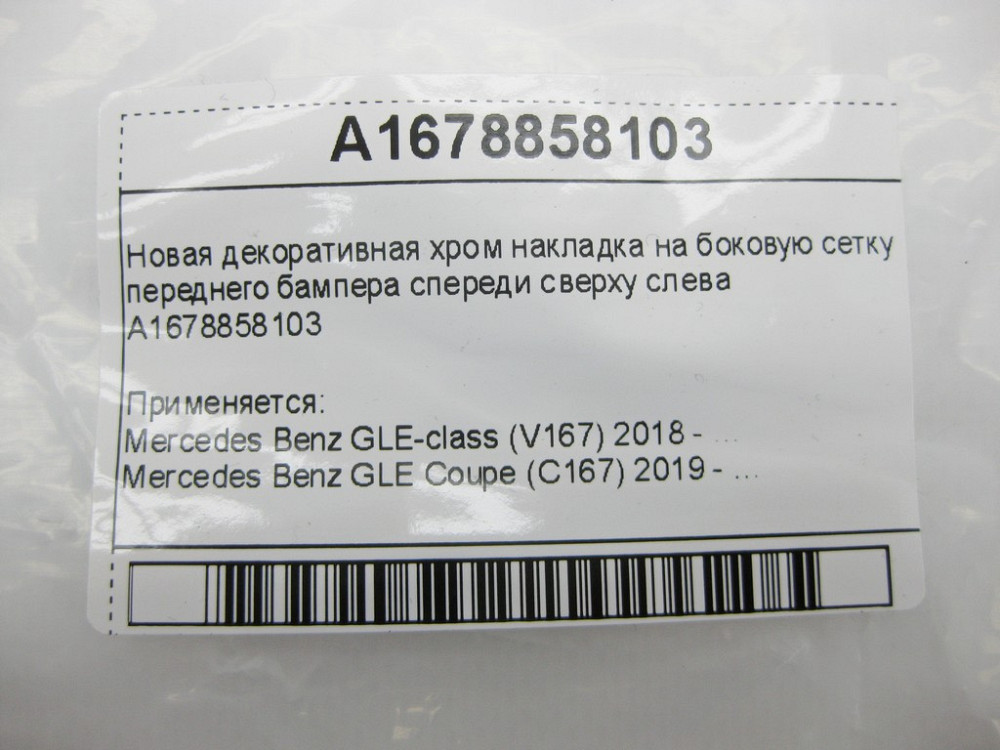 A1678858103
Новая декоративная хром накладка на боковую сетку
переднего бампера спереди сверху слева
A1678858103
Применяется:
Mercedes Benz GLE-class (V167) 2018 - ...
Mercedes Benz GLE Coupe (C167) 2019 - ...